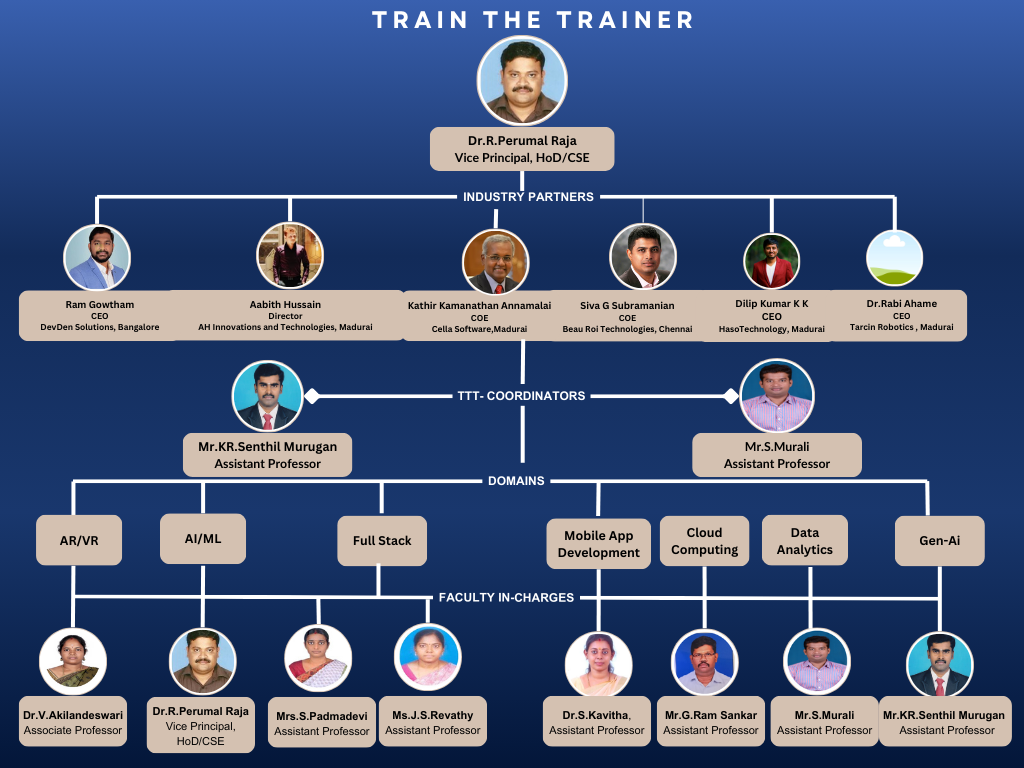 TRAIN THE TRAINER
Dr.R.Perumal Raja
Vice Principal, HoD/CSE
INDUSTRY PARTNERS
Ram Gowtham
CEO
DevDen Solutions, Bangalore
Aabith Hussain
Director
AH Innovations and Technologies, Madurai
Kathir Kamanathan Annamalai
COE
Cella Software,Madurai
Siva G Subramanian
COE
Beau Roi Technologies, Chennai
Dilip Kumar K K
CEO
HasoTechnology, Madurai
Dr.Rabi Ahame
CEO
Tarcin Robotics , Madurai
TTT- COORDINATORS
Mr.KR.Senthil Murugan
Assistant Professor
Mr.S.Murali
Assistant Professor
DOMAINS
AR/VR
AI/ML
Full Stack
Mobile App
Development
Cloud
Computing
Data
Analytics
Gen-Ai
FACULTY IN-CHARGES
Dr.V.Akilandeswari
Associate Professor
Dr.R.Perumal Raja
Vice Principal,
HoD/CSE
Mrs.S.Padmadevi
Assistant Professor
Ms.J.S.Revathy
Assistant Professor
Dr.S.Kavitha,
Assistant Professor
Mr.G.Ram Sankar
Assistant Professor
Mr.S.Murali
Assistant Professor
Mr.KR.Senthil Murugan
Assistant Professor